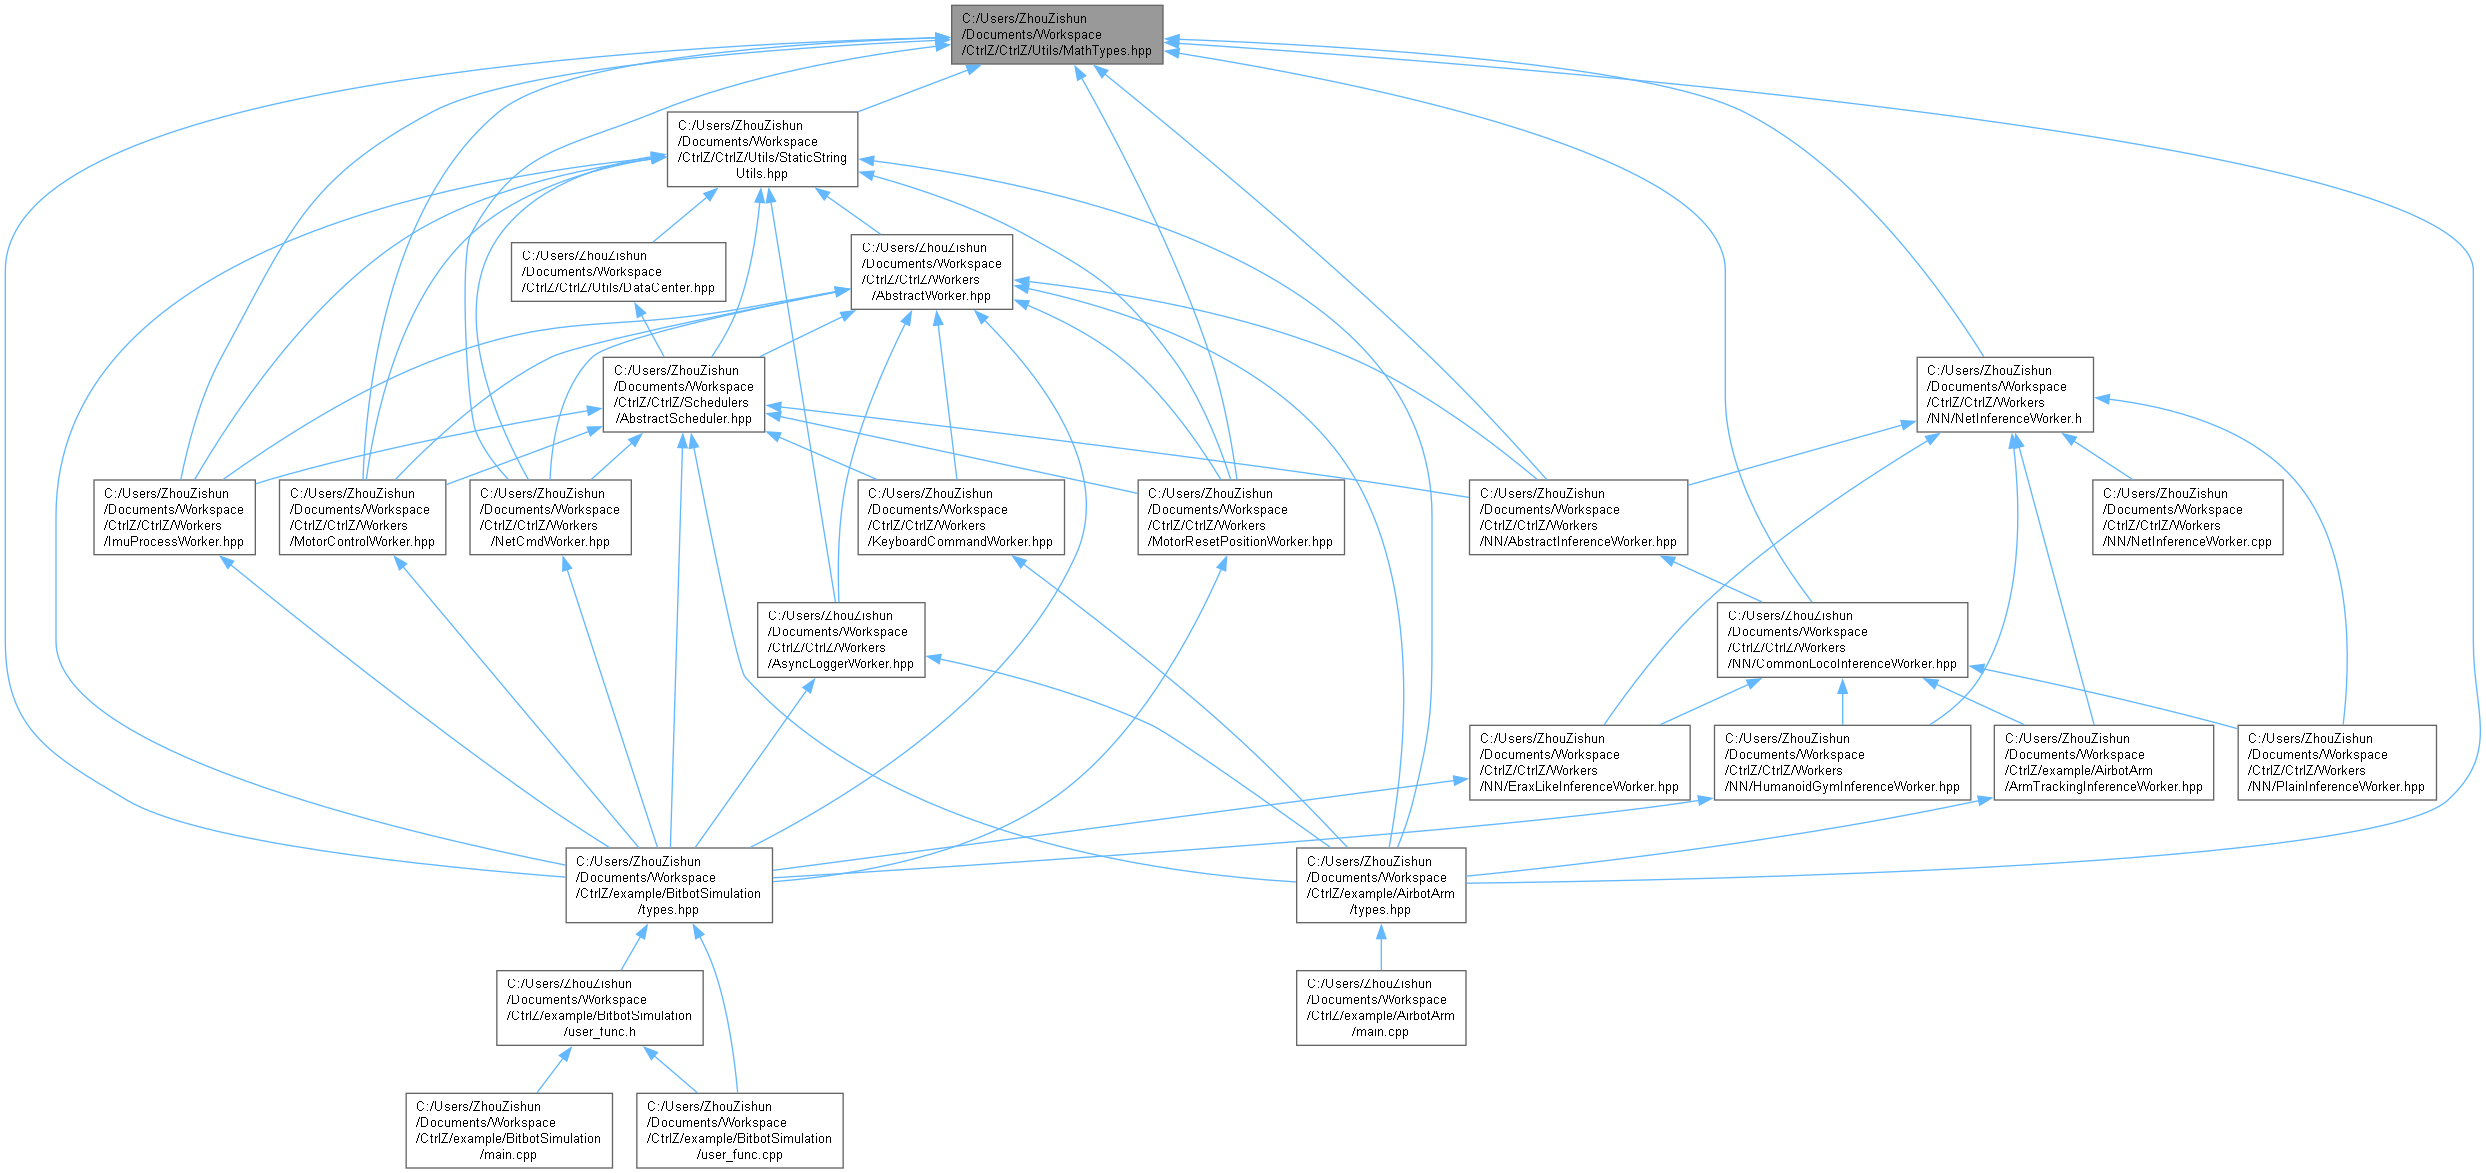 C:/Users/ZhouZishun
/Documents/Workspace
/CtrlZ/CtrlZ/Utils/MathTypes.hpp
C:/Users/ZhouZishun
/Documents/Workspace
/CtrlZ/CtrlZ/Utils/StaticString
Utils.hpp
C:/Users/ZhouZishun
/Documents/Workspace
/CtrlZ/CtrlZ/Utils/DataCenter.hpp
C:/Users/ZhouZishun
/Documents/Workspace
/CtrlZ/CtrlZ/Workers
/AbstractWorker.hpp
C:/Users/ZhouZishun
/Documents/Workspace
/CtrlZ/CtrlZ/Schedulers
/AbstractScheduler.hpp
C:/Users/ZhouZishun
/Documents/Workspace
/CtrlZ/CtrlZ/Workers
/NN/NetInferenceWorker.h
C:/Users/ZhouZishun
/Documents/Workspace
/CtrlZ/CtrlZ/Workers
/ImuProcessWorker.hpp
C:/Users/ZhouZishun
/Documents/Workspace
/CtrlZ/CtrlZ/Workers
/MotorControlWorker.hpp
C:/Users/ZhouZishun
/Documents/Workspace
/CtrlZ/CtrlZ/Workers
/NetCmdWorker.hpp
C:/Users/ZhouZishun
/Documents/Workspace
/CtrlZ/CtrlZ/Workers
/KeyboardCommandWorker.hpp
C:/Users/ZhouZishun
/Documents/Workspace
/CtrlZ/CtrlZ/Workers
/MotorResetPositionWorker.hpp
C:/Users/ZhouZishun
/Documents/Workspace
/CtrlZ/CtrlZ/Workers
/NN/AbstractInferenceWorker.hpp
C:/Users/ZhouZishun
/Documents/Workspace
/CtrlZ/CtrlZ/Workers
/NN/NetInferenceWorker.cpp
C:/Users/ZhouZishun
/Documents/Workspace
/CtrlZ/CtrlZ/Workers
/AsyncLoggerWorker.hpp
C:/Users/ZhouZishun
/Documents/Workspace
/CtrlZ/CtrlZ/Workers
/NN/CommonLocoInferenceWorker.hpp
C:/Users/ZhouZishun
/Documents/Workspace
/CtrlZ/CtrlZ/Workers
/NN/EraxLikeInferenceWorker.hpp
C:/Users/ZhouZishun
/Documents/Workspace
/CtrlZ/CtrlZ/Workers
/NN/HumanoidGymInferenceWorker.hpp
C:/Users/ZhouZishun
/Documents/Workspace
/CtrlZ/example/AirbotArm
/ArmTrackingInferenceWorker.hpp
C:/Users/ZhouZishun
/Documents/Workspace
/CtrlZ/CtrlZ/Workers
/NN/PlainInferenceWorker.hpp
C:/Users/ZhouZishun
/Documents/Workspace
/CtrlZ/example/BitbotSimulation
/types.hpp
C:/Users/ZhouZishun
/Documents/Workspace
/CtrlZ/example/AirbotArm
/types.hpp
C:/Users/ZhouZishun
/Documents/Workspace
/CtrlZ/example/BitbotSimulation
/user_func.h
C:/Users/ZhouZishun
/Documents/Workspace
/CtrlZ/example/AirbotArm
/main.cpp
C:/Users/ZhouZishun
/Documents/Workspace
/CtrlZ/example/BitbotSimulation
/main.cpp
C:/Users/ZhouZishun
/Documents/Workspace
/CtrlZ/example/BitbotSimulation
/user_func.cpp